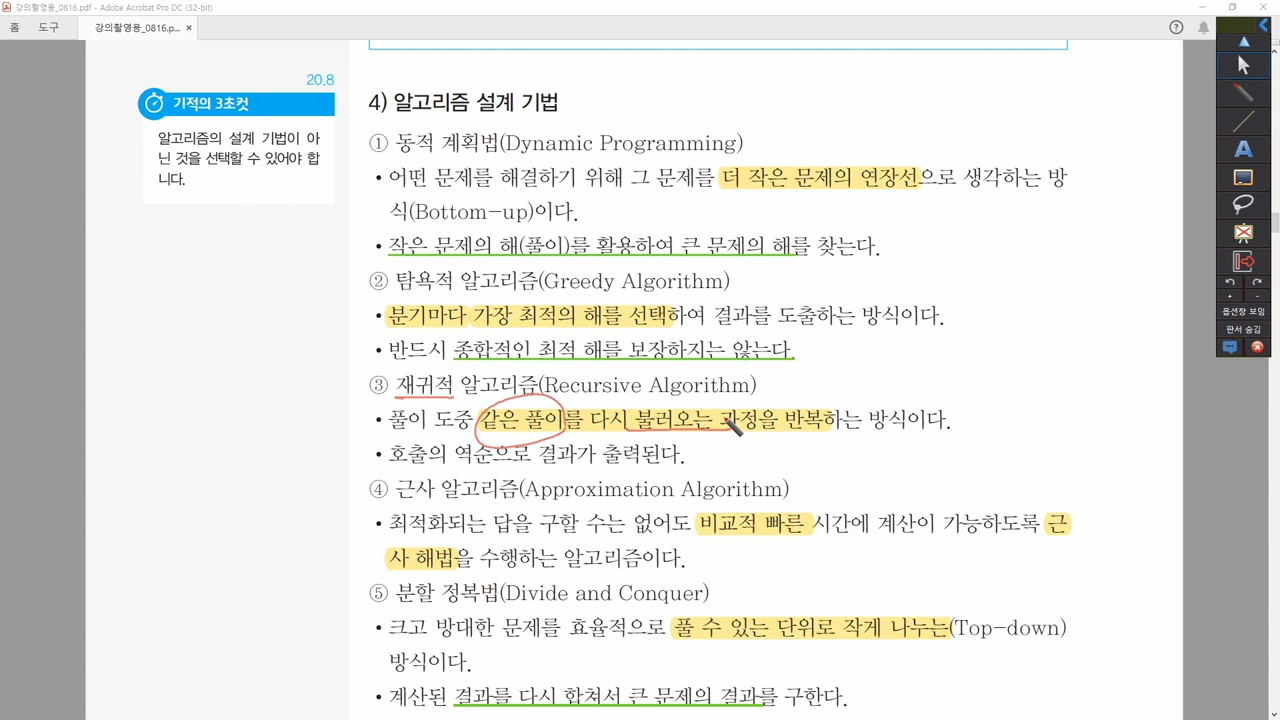 강의촬영용_0816.pdf - Adobe Acrobat Pro DC (32-bit)
홈 도구 강의촬영용_0816.p... ×
20.8
기적의 3초컷
알고리즘의 설계 기법이 아
닌 것을 선택할 수 있어야 합
니다.
4) 알고리즘 설계 기법
① 동적 계획법(Dynamic Programming)
• 어떤 문제를 해결하기 위해 그 문제를 더 작은 문제의 연장선으로 생각하는 방
식(Bottom-up)이다.
• 작은 문제의 해(풀이)를 활용하여 큰 문제의 해를 찾는다.
② 탐욕적 알고리즘(Greedy Algorithm)
• 분기마다 가장 최적의 해를 선택하여 결과를 도출하는 방식이다.
• 반드시 종합적인 최적 해를 보장하지는 않는다.
③ 재귀적 알고리즘(Recursive Algorithm)
• 풀이 도중 같은 풀이를 다시 불러오는 과정을 반복하는 방식이다.
• 호출의 역순으로 결과가 출력된다.
④ 근사 알고리즘(Approximation Algorithm)
• 최적화되는 답을 구할 수는 없어도 비교적 빠른 시간에 계산이 가능하도록 근
사 해법을 수행하는 알고리즘이다.
⑤ 분할 정복법(Divide and Conquer)
• 크고 방대한 문제를 효율적으로 풀 수 있는 단위로 작게 나누는(Top-down)
방식이다.
• 계산된 결과를 다시 합쳐서 큰 문제의 결과를 구한다.
A
옵션창 보임
판서 숨김